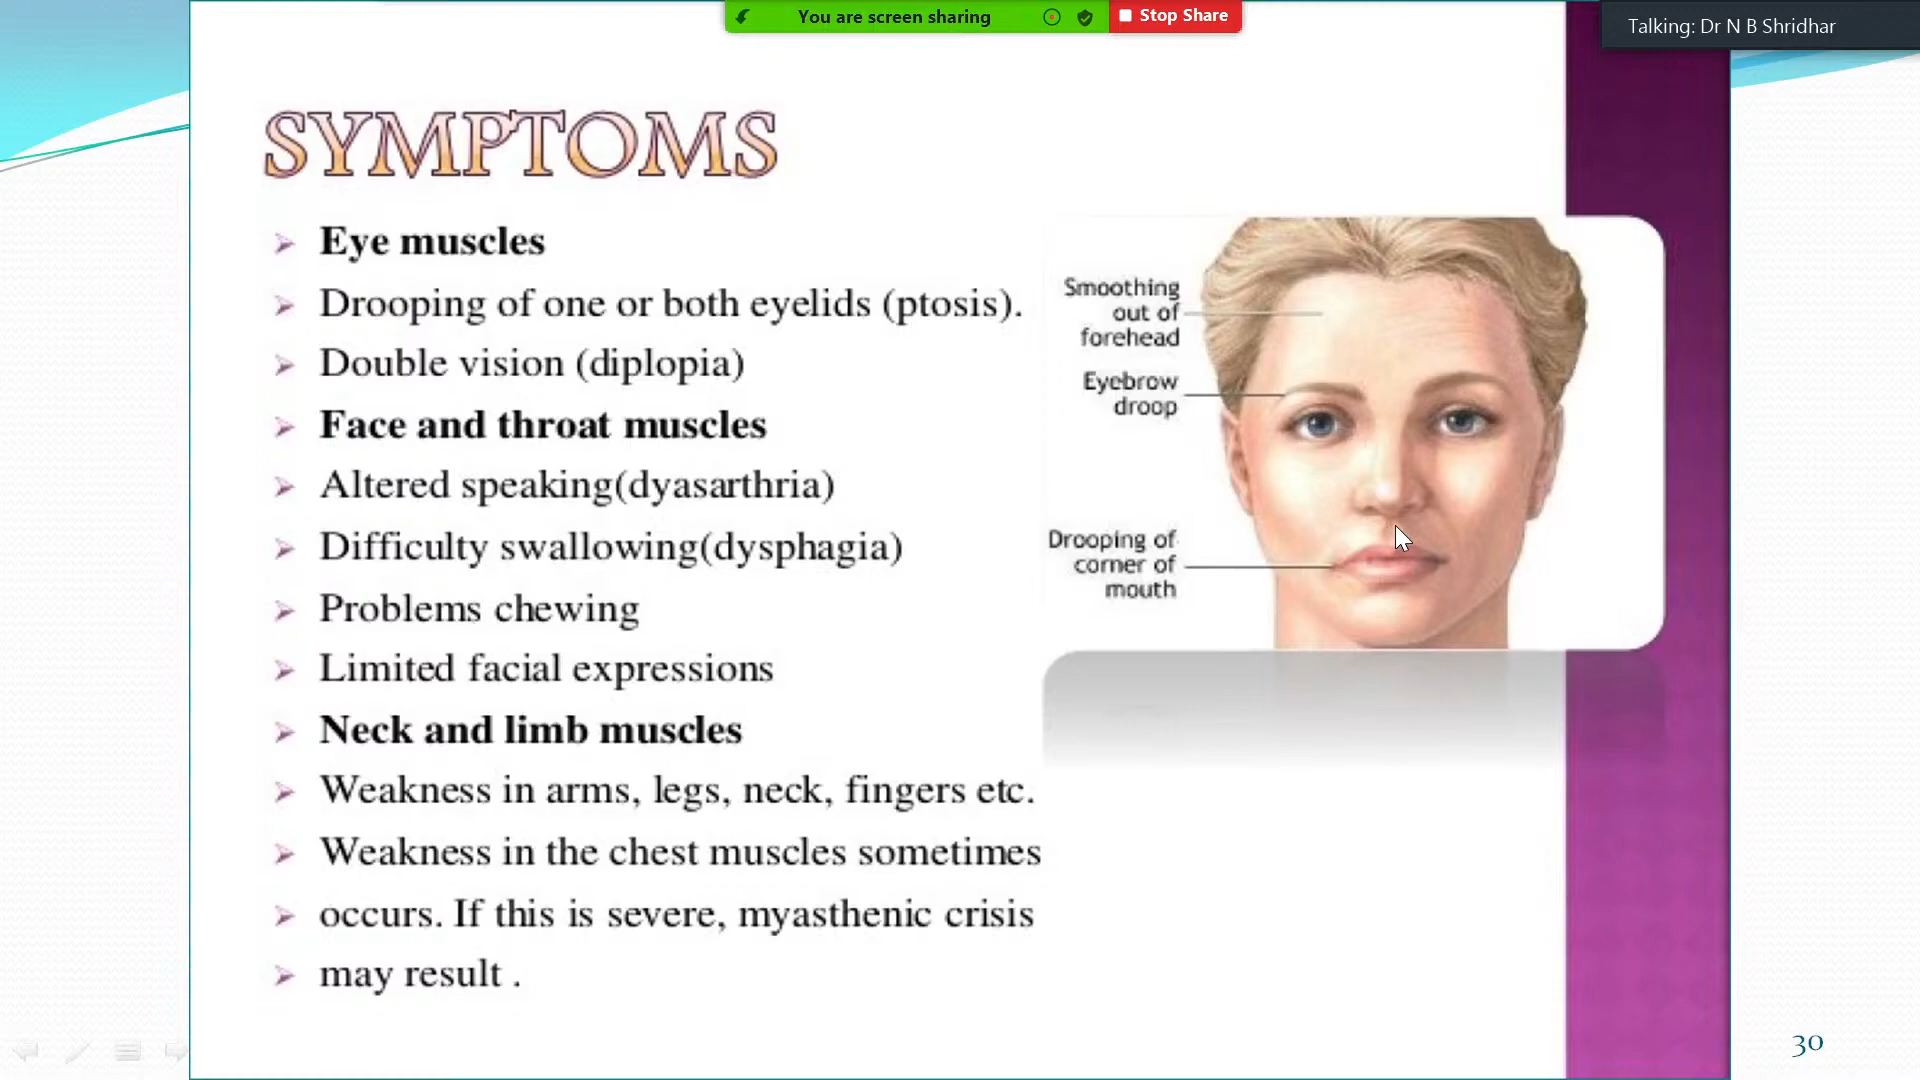 You are screen sharing
Stop Share
Talking: Dr N B Shridhar
SYMPTOMS
Eye muscles
Drooping of one or both eyelids (ptosis).
Double vision (diplopia)
Face and throat muscles
Altered speaking(dyasarthria)
Difficulty swallowing(dysphagia)
Problems chewing
Limited facial expressions
Neck and limb muscles
Weakness in arms, legs, neck, fingers etc.
Weakness in the chest muscles sometimes
occurs. If this is severe, myasthenic crisis
may result .
Smoothing
out of
forehead
Eyebrow
droop
Drooping of
corner of
mouth
30